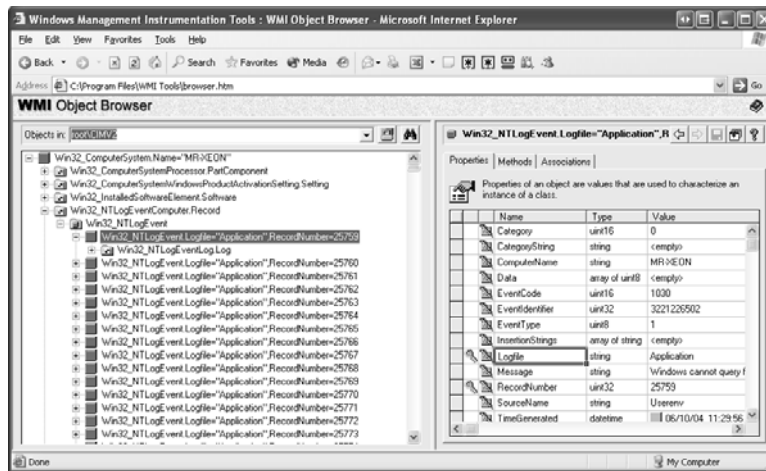 Windows Management Instrumentation Tools : WMI Object Browser - Microsoft Internet Explorer
File Edit View Favorites Tools Help
Back Search Favorites Media
Address C:\Program Files\WMI Tools\browser.htm Go
WMI Object Browser
Objects in: root\CIMV2
Win32_ComputerSystem.Name="MR-XEON"
Win32_ComputerSystemProcessor.PartComponent
Win32_ComputerSystemWindowsProductActivationSetting.Setting
Win32_InstalledSoftwareElement.Software
Win32_NTLogEventComputer.Record
Win32_NTLogEvent
Win32_NTLogEvent.Logfile="Application",RecordNumber=25759
Win32_NTLogEventLog.Log
Win32_NTLogEvent.Logfile="Application",RecordNumber=25760
Win32_NTLogEvent.Logfile="Application",RecordNumber=25761
Win32_NTLogEvent.Logfile="Application",RecordNumber=25762
Win32_NTLogEvent.Logfile="Application",RecordNumber=25763
Win32_NTLogEvent.Logfile="Application",RecordNumber=25764
Win32_NTLogEvent.Logfile="Application",RecordNumber=25765
Win32_NTLogEvent.Logfile="Application",RecordNumber=25766
Win32_NTLogEvent.Logfile="Application",RecordNumber=25767
Win32_NTLogEvent.Logfile="Application",RecordNumber=25768
Win32_NTLogEvent.Logfile="Application",RecordNumber=25769
Win32_NTLogEvent.Logfile="Application",RecordNumber=25770
Win32_NTLogEvent.Logfile="Application",RecordNumber=25771
Win32_NTLogEvent.Logfile="Application",RecordNumber=25772
Win32_NTLogEvent.Logfile="Application",RecordNumber=25773
Win32_NTLogEvent.Logfile="Application",R
Properties Methods Associations
Properties of an object are values that are used to characterize an
instance of a class.
Name Type Value
Category uint16 0
CategoryString string <empty>
ComputerName string MR-XEON
Data array of uint8 <empty>
EventCode uint16 1030
EventIdentifier uint32 3221226502
EventType uint8 1
InsertionStrings array of string <empty>
Logfile string Application
Message string Windows cannot query f
RecordNumber uint32 25759
SourceName string Userenv
TimeGenerated datetime 06/10/04 11:29:56
Done My Computer